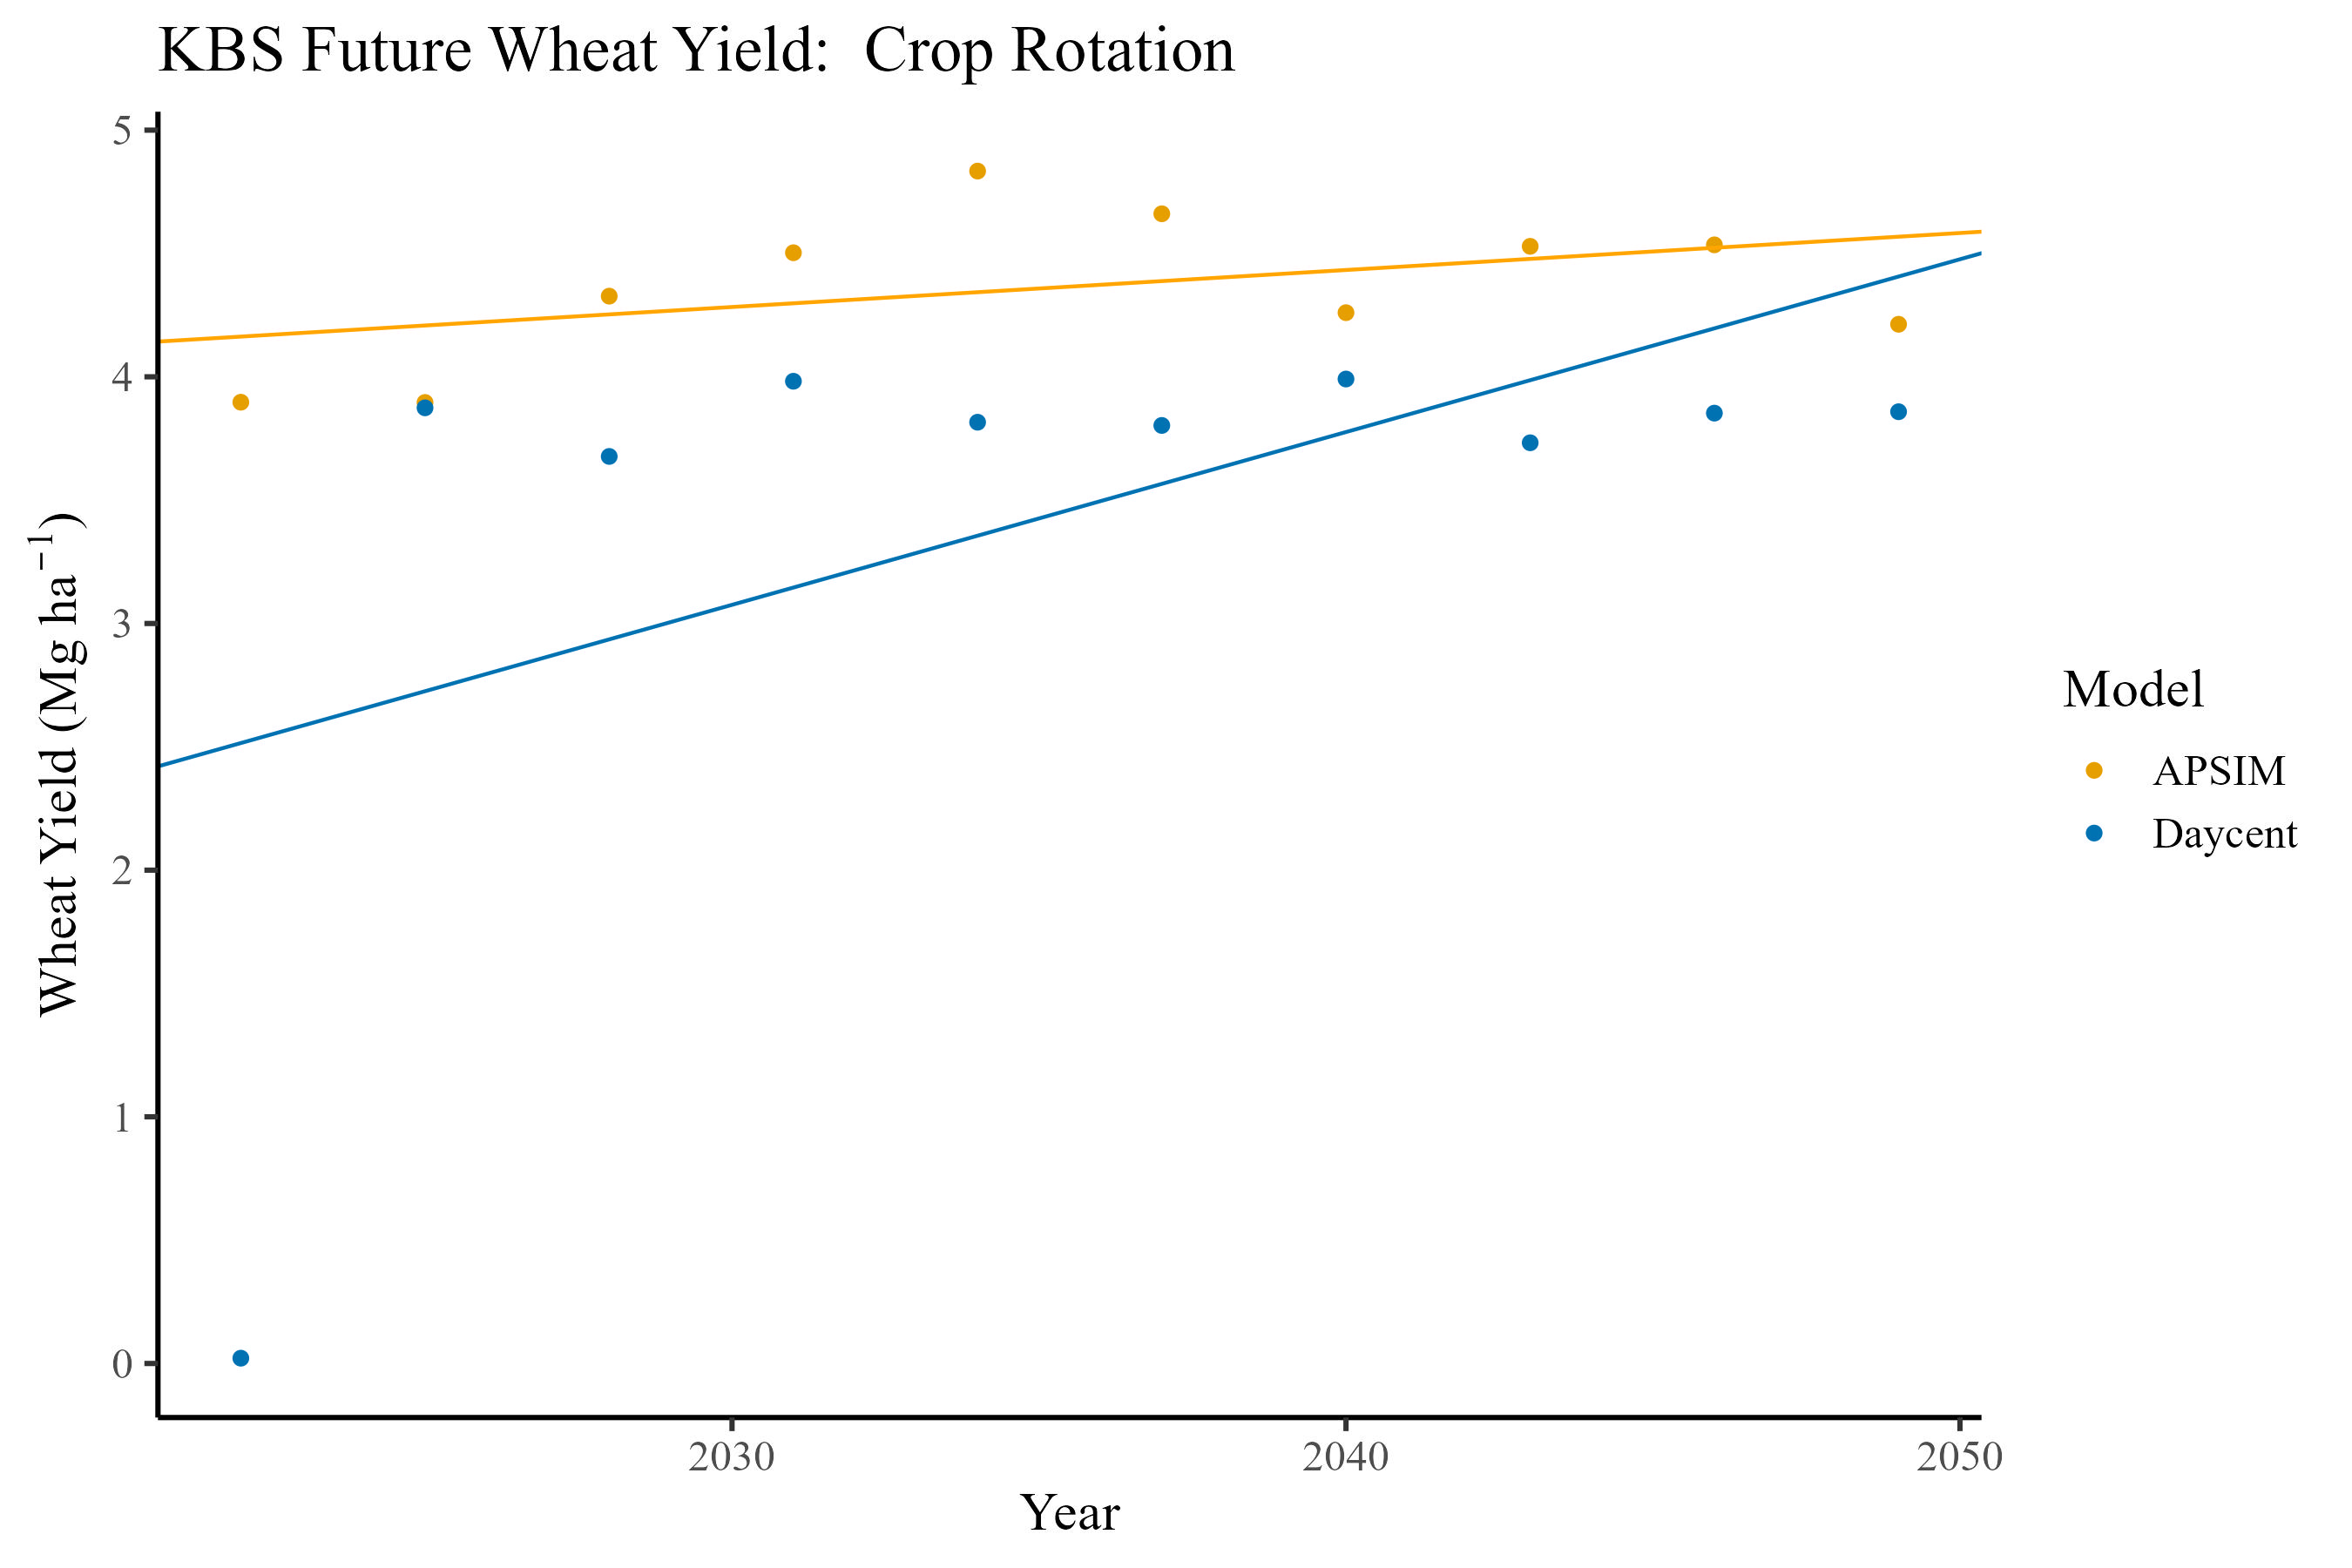 KBS Future Wheat Yield:  Crop Rotation
Wheat Yield (Mg ha⁻¹)
5
4
3
2
1
0
2030
2040
2050
Year
Model
APSIM
Daycent